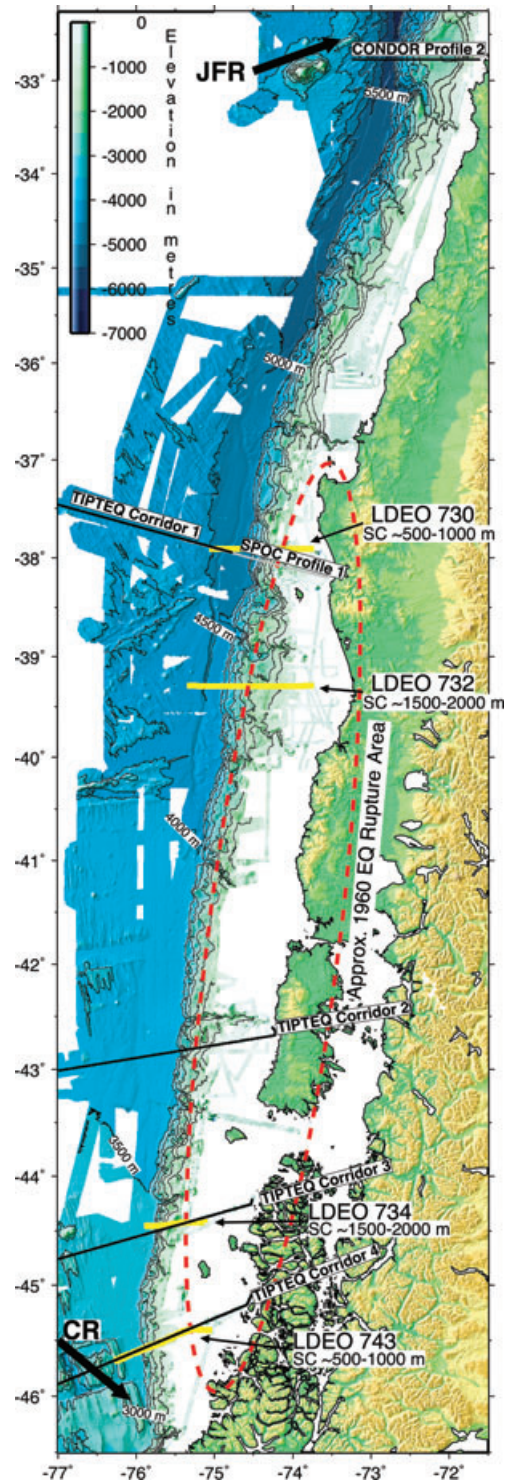 0
-1000
-2000
-3000
-4000
-5000
-6000
-7000
Elevation in metres
JFR
CONDOR Profile 2
5500 m
-33°
-34°
-35°
-36°
5000 m
-37°
TIPTEQ Corridor 1
SPOC Profile 1
LDEO 730
SC ~500-1000 m
-38°
4500 m
-39°
LDEO 732
SC ~1500-2000 m
-40°
4000 m
Approx. 1960 EQ Rupture Area
-41°
-42°
TIPTEQ Corridor 2
-43°
3500 m
-44°
TIPTEQ Corridor 3
LDEO 734
SC ~1500-2000 m
-45°
TIPTEQ Corridor 4
CR
LDEO 743
SC ~500-1000 m
3000 m
-46°
-77 -76° -75° -74° -73° -72°